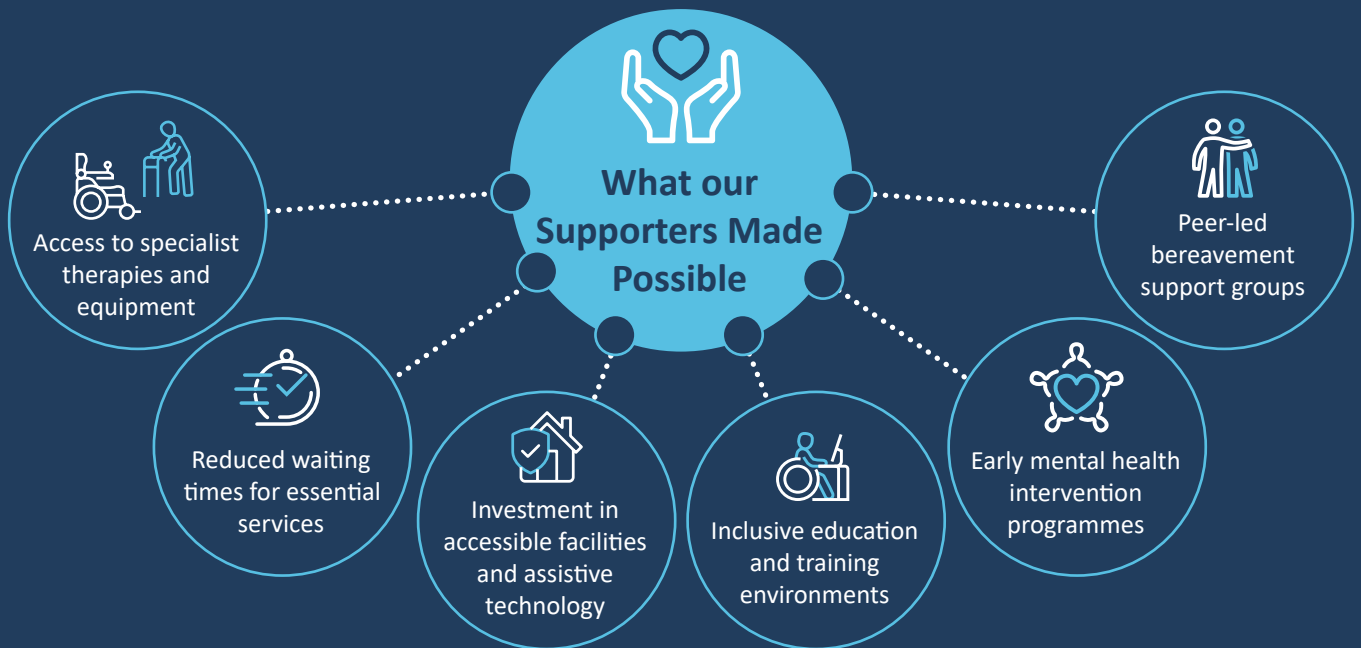 What our
Supporters Made
Possible
Access to specialist
therapies and
equipment
Reduced waiting
times for essential
services
Investment in
accessible facilities
and assistive
technology
Inclusive education
and training
environments
Early mental health
intervention
programmes
Peer-led
bereavement
support groups